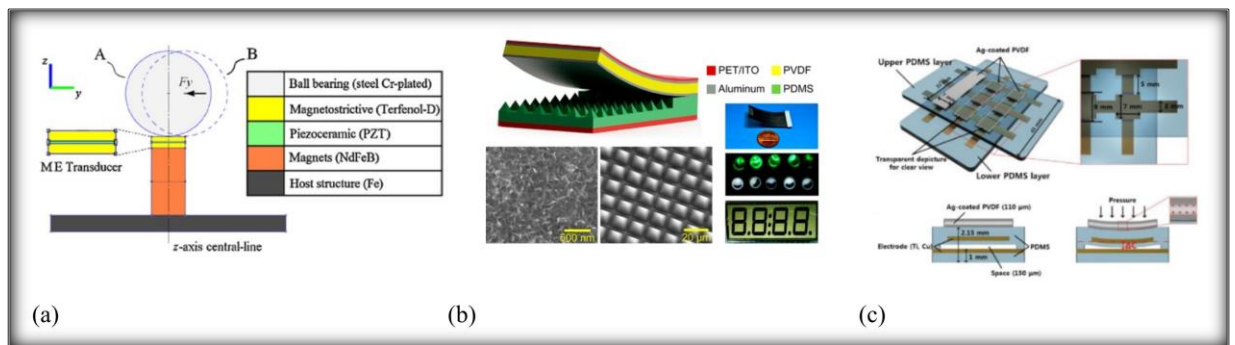 A
B
z
y
Fy
Ball bearing (steel Cr-plated)
Magnetostrictive (Terfenol-D)
Piezoceramic (PZT)
Magnets (NdFeB)
Host structure (Fe)
ME Transducer
z-axis central-line
(a)
PET/ITO
PVDF
Aluminum
PDMS
600 nm
20 μm
88:88
(b)
Ag-coated PVDF
Upper PDMS layer
Transparent depicture
for clear view
Lower PDMS layer
5 mm
7 mm
Ag-coated PVDF (110 μm)
Pressure
2.15 mm
Electrode (Ti, Cu)
PDMS
1 mm
Space (150 μm)
(c)